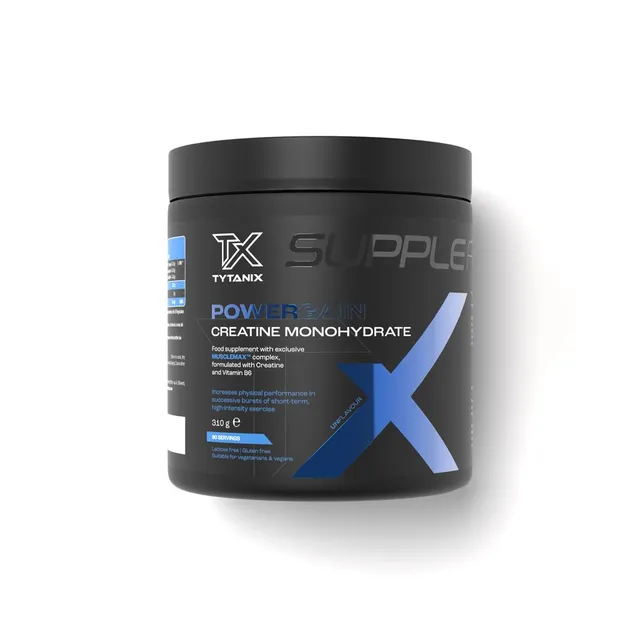 TX
TYTANIX
SUPPLE
POWERGAIN
CREATINE MONOHYDRATE
Food supplement with exclusive
MUSCLEMAX™ complex,
formulated with Creatine
and Vitamin B6
Increases physical performance in
successive bursts of short-term,
high-intensity exercise
310 g e
UNFLAVOUR
Lactose free | Gluten free
Suitable for vegetarians & vegans
X